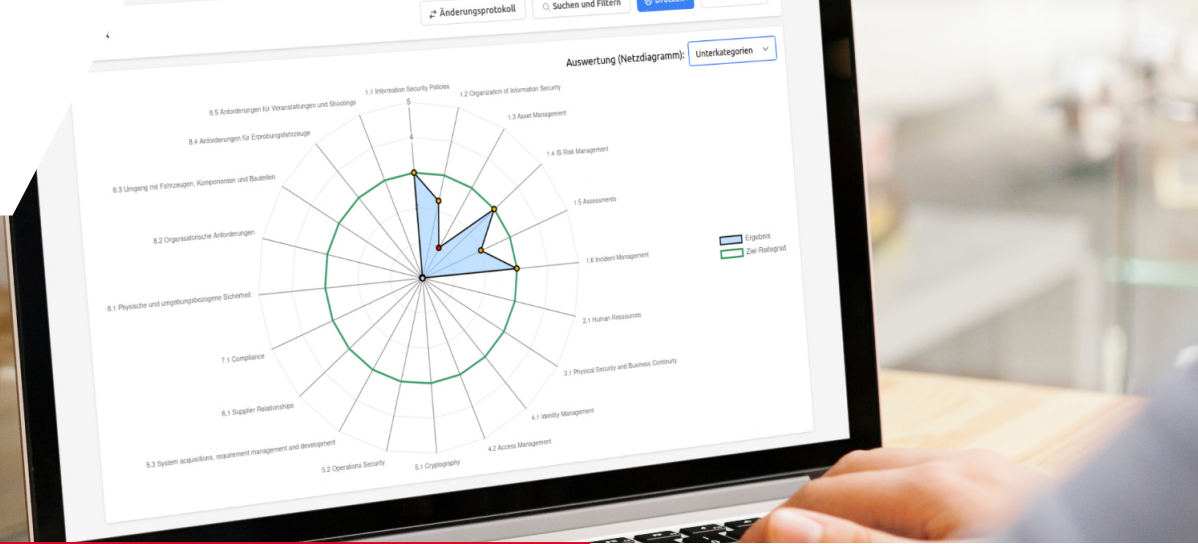 Änderungsprotokoll
Suchen und Filtern
Drucken
Auswertung (Netzdiagramm):
Unterkategorien
1.1 Information Security Policies
1.2 Organization of Information Security
1.3 Asset Management
1.4 IS Risk Management
1.5 Assessments
1.6 Incident Management
2.1 Human Ressources
3.1 Physical Security and Business Continuity
4.1 Identity Management
4.2 Access Management
5.1 Cryptography
5.2 Operations Security
5.3 System acquisitions, requirement management and development
6.1 Supplier Relationships
7.1 Compliance
8.1 Physische und umgebungsbezogene Sicherheit
8.2 Organisatorische Anforderungen
8.3 Umgang mit Fahrzeugen, Komponenten und Bauteilen
8.4 Anforderungen für Erprobungsfahrzeuge
8.5 Anforderungen für Veranstaltungen und Shootings
5
4
Ergebnis
Ziel-Reifegrad